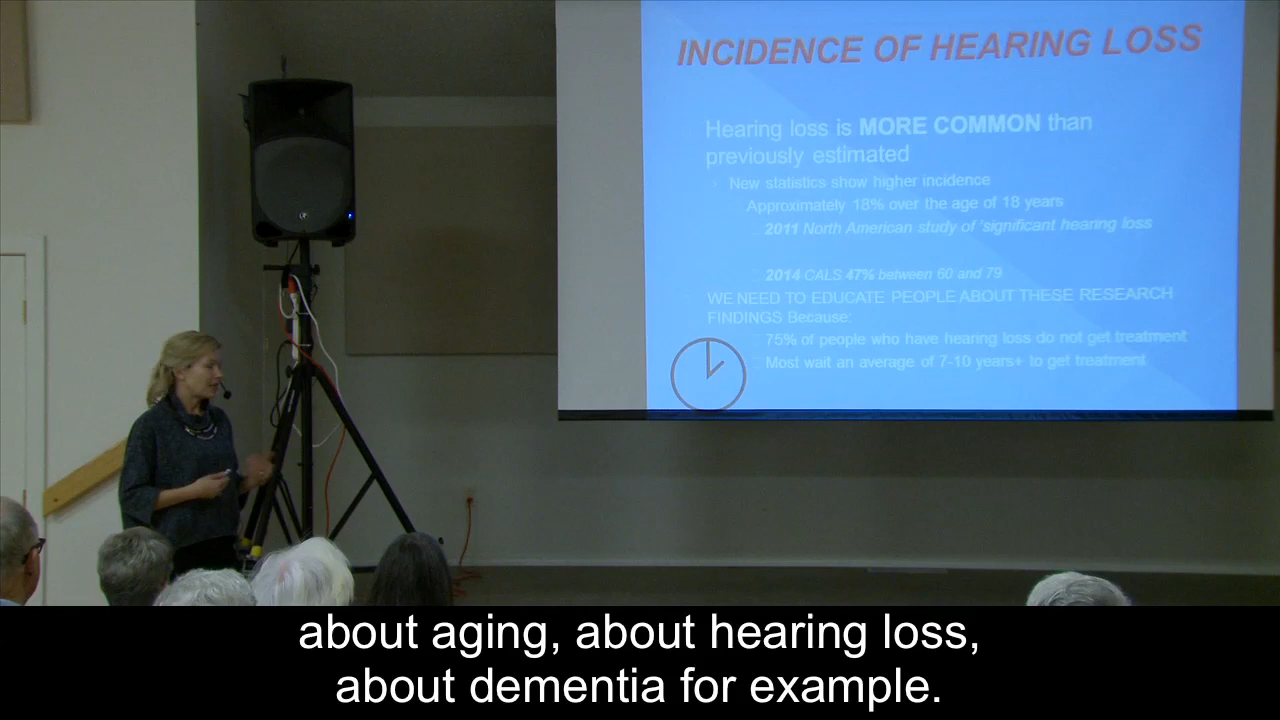 INCIDENCE OF HEARING LOSS
Hearing loss is MORE COMMON than
previously estimated
New statistics show higher incidence
Approximately 18% over the age of 18 years
2011 North American study of 'significant hearing loss
2014 CALS 47% between 60 and 79
WE NEED TO EDUCATE PEOPLE ABOUT THESE RESEARCH
FINDINGS Because:
75% of people who have hearing loss do not get treatment
Most wait an average of 7-10 years+ to get treatment
about aging, about hearing loss,
about dementia for example.